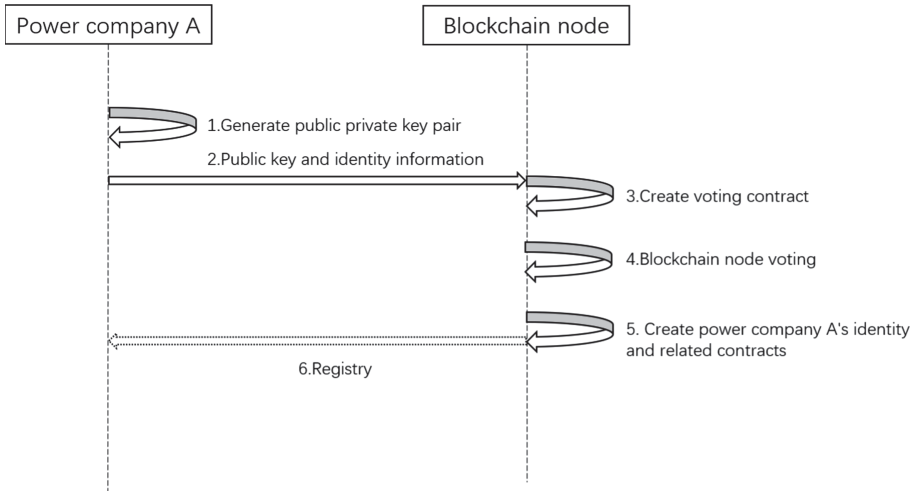 Power company A
Blockchain node
1.Generate public private key pair
2.Public key and identity information
3.Create voting contract
4.Blockchain node voting
5. Create power company A's identity
and related contracts
6.Registry